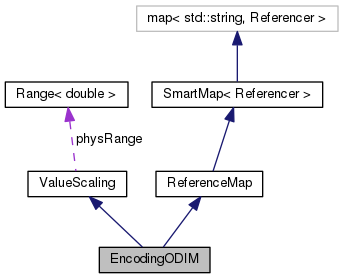 map< std::string, Referencer >
Range< double >
SmartMap< Referencer >
physRange
ValueScaling
ReferenceMap
EncodingODIM